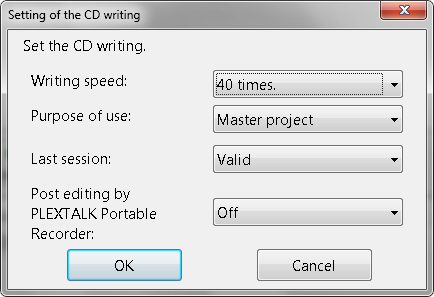 Setting of the CD writing
Set the CD writing.
Writing speed: 40 times.
Purpose of use: Master project
Last session: Valid
Post editing by
PLEXTALK Portable Off
Recorder:
OK Cancel